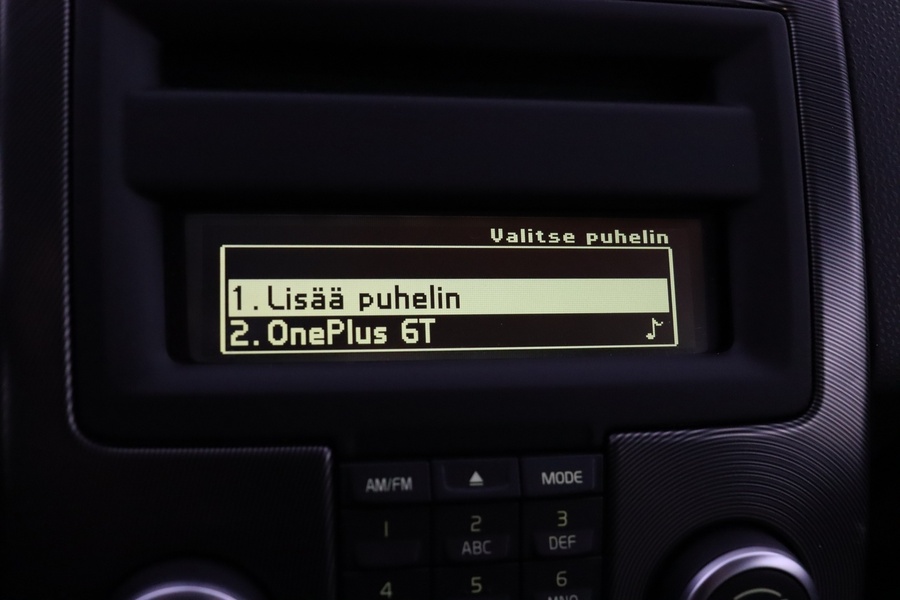 Valitse puhelin
1. Lisää puhelin
2. OnePlus 6T
AM/FM
MODE
1
2
3
ABC
DEF
4
5
6
MNO